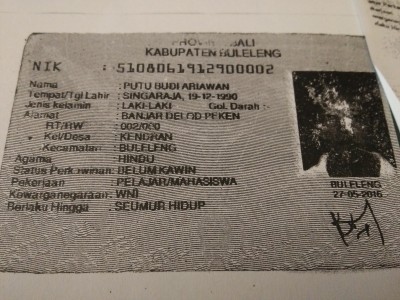 PROVINSI BALI
KABUPATEN BULELENG
NIK : 5108061912900002
Nama : PUTU BUDI ARIAWAN
Tempat/Tgl Lahir : SINGARAJA, 19-12-1990
Jenis kelamin : LAKI-LAKI Gol. Darah :-
Alamat : BANJAR DELOD PEKEN
RT/RW : 002/000
Kel/Desa : KENDRAN
Kecamatan : BULELENG
Agama : HINDU
Status Perkawinan: BELUM KAWIN
Pekerjaan : PELAJAR/MAHASISWA
Kewarganegaraan: WNI
Berlaku Hingga : SEUMUR HIDUP
BULELENG
27-05-2016